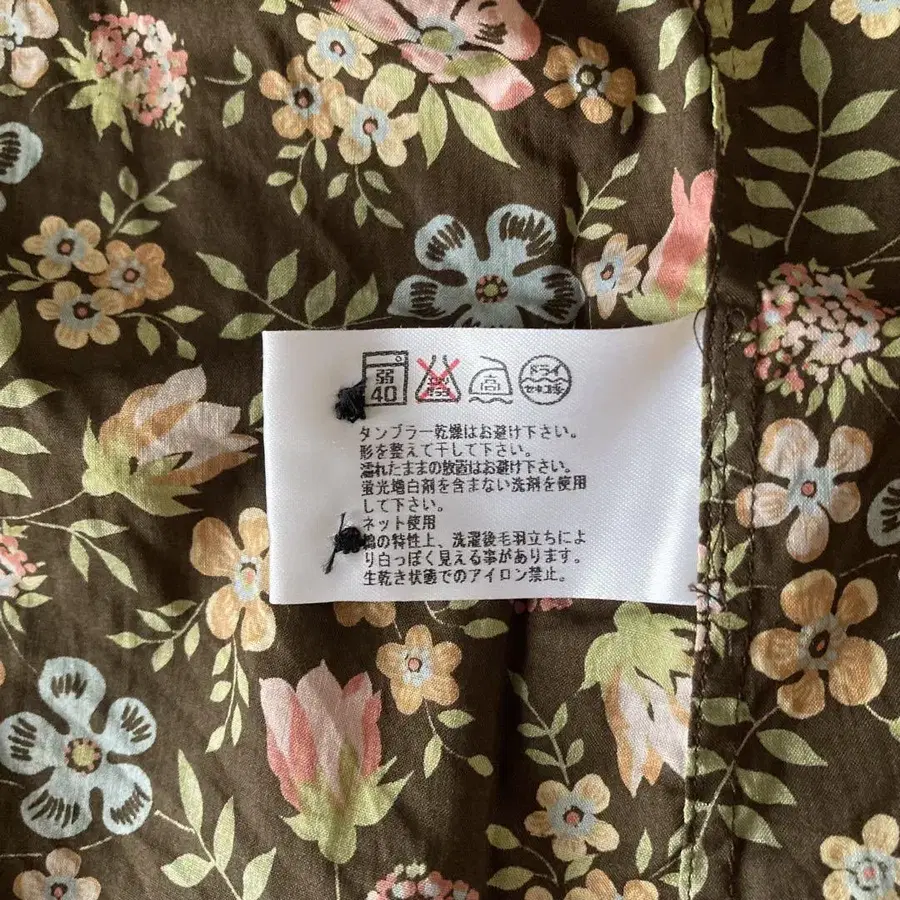 弱 40 エンソ サラシ 高 ドライ セキユ系
タンブラー乾燥はお避け下さい。
形を整えて干して下さい。
濡れたままの放置はお避け下さい。
蛍光増白剤を含まない洗剤を使用
して下さい。
ネット使用
綿の特性上、洗濯後毛羽立ちによ
り白っぽく見える事があります。
生乾き状態でのアイロン禁止。